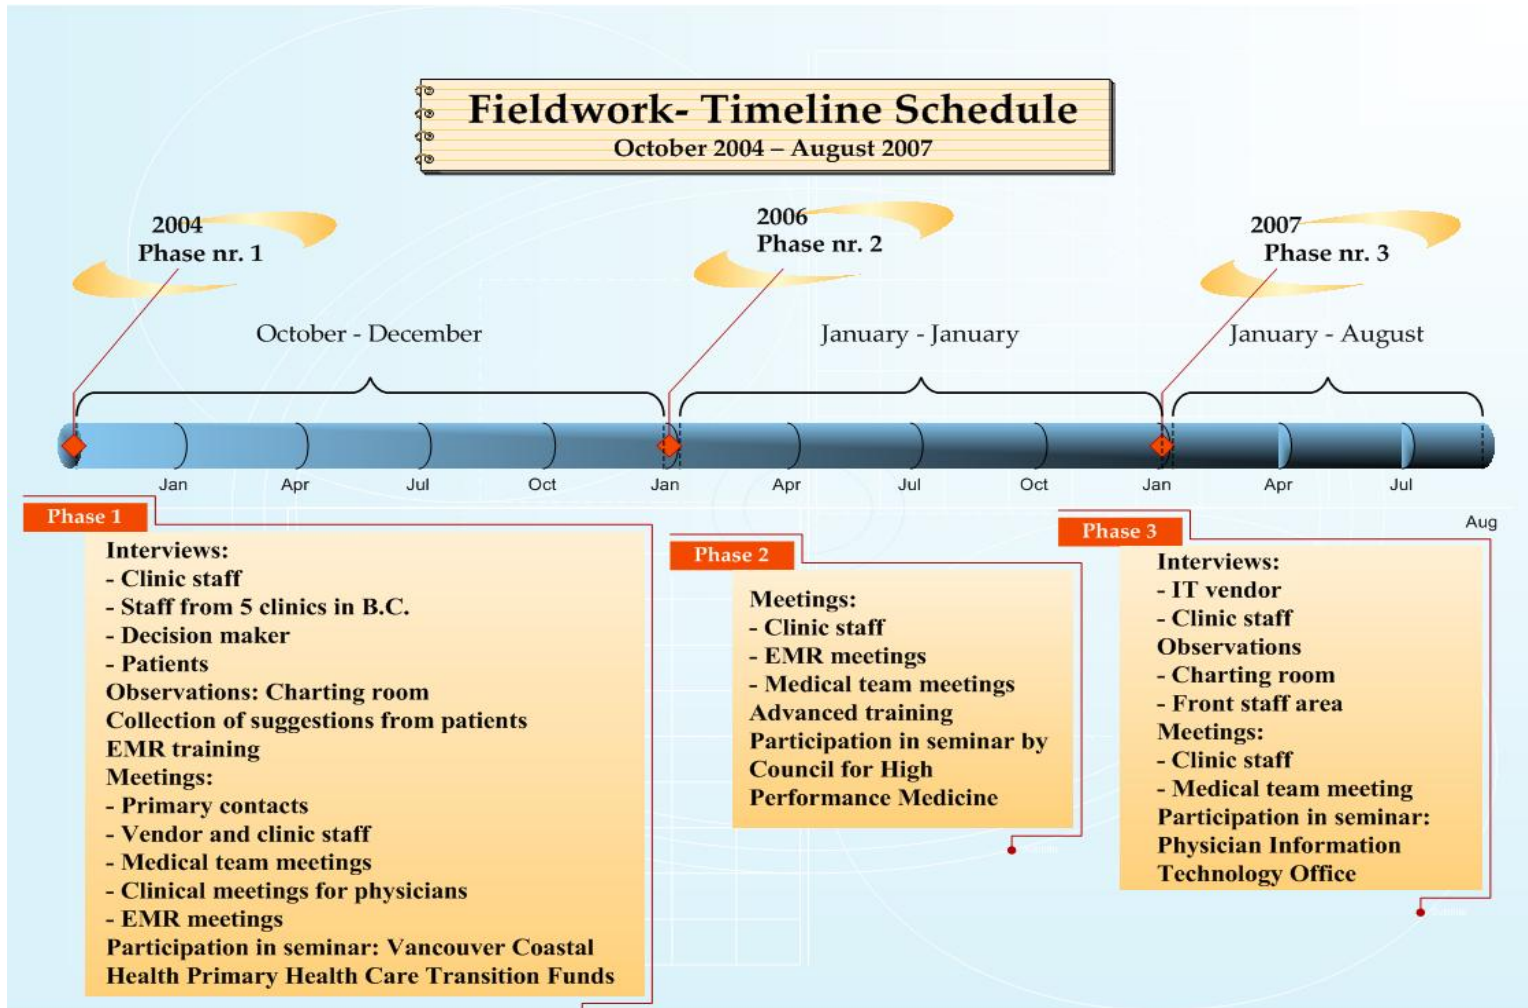 Fieldwork- Timeline Schedule
October 2004 – August 2007
2004
Phase nr. 1
2006
Phase nr. 2
2007
Phase nr. 3
October - December
January - January
January - August
Jan
Apr
Jul
Oct
Jan
Apr
Jul
Oct
Jan
Apr
Jul
Aug
Phase 1
Interviews:
- Clinic staff
- Staff from 5 clinics in B.C.
- Decision maker
- Patients
Observations: Charting room
Collection of suggestions from patients
EMR training
Meetings:
- Primary contacts
- Vendor and clinic staff
- Medical team meetings
- Clinical meetings for physicians
- EMR meetings
Participation in seminar: Vancouver Coastal
Health Primary Health Care Transition Funds
Phase 2
Meetings:
- Clinic staff
- EMR meetings
- Medical team meetings
Advanced training
Participation in seminar by
Council for High
Performance Medicine
Phase 3
Interviews:
- IT vendor
- Clinic staff
Observations
- Charting room
- Front staff area
Meetings:
- Clinic staff
- Medical team meeting
Participation in seminar:
Physician Information
Technology Office